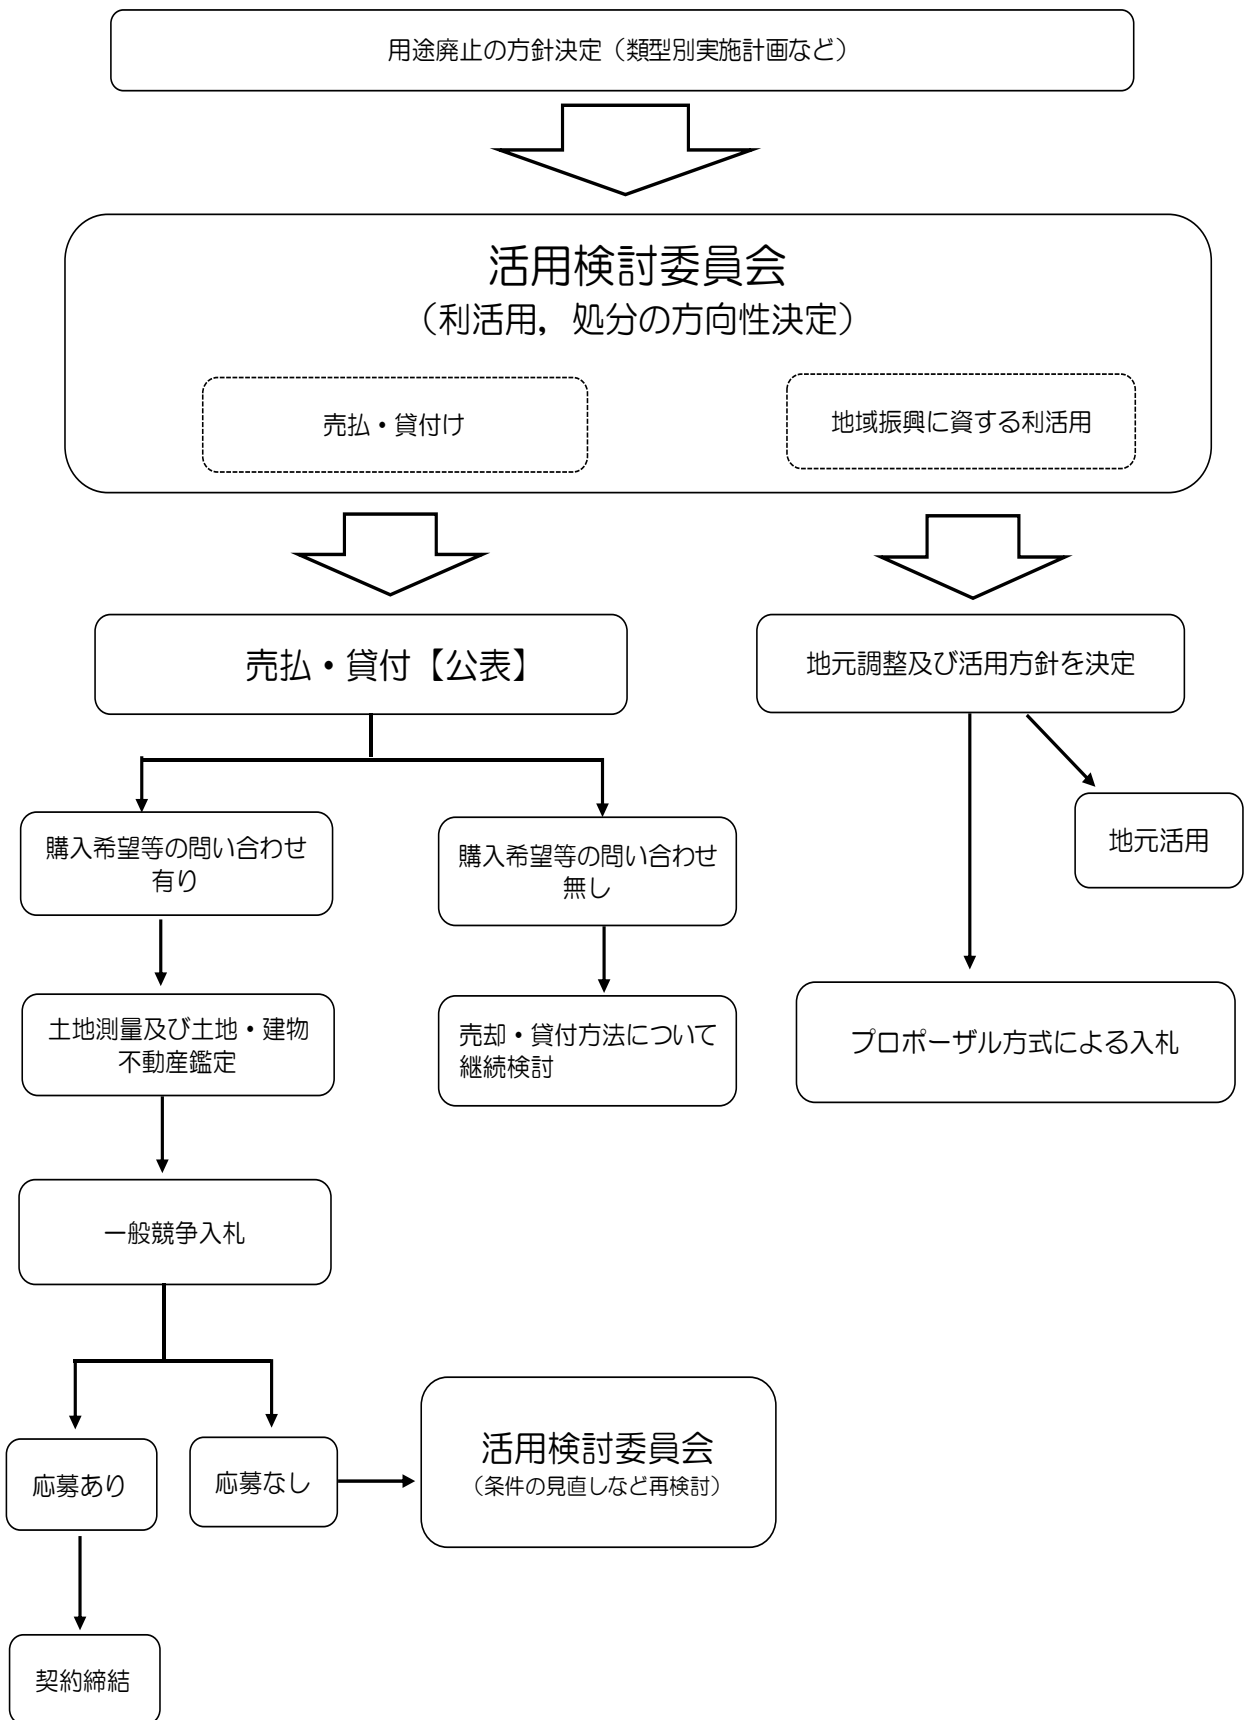 用途廃止の方針決定（類型別実施計画など）
活用検討委員会
（利活用，処分の方向性決定）
売払・貸付け
地域振興に資する利活用
売払・貸付【公表】
地元調整及び活用方針を決定
購入希望等の問い合わせ
有り
購入希望等の問い合わせ
無し
地元活用
土地測量及び土地・建物
不動産鑑定
売却・貸付方法について
継続検討
プロポーザル方式による入札
一般競争入札
応募あり
応募なし
活用検討委員会
（条件の見直しなど再検討）
契約締結